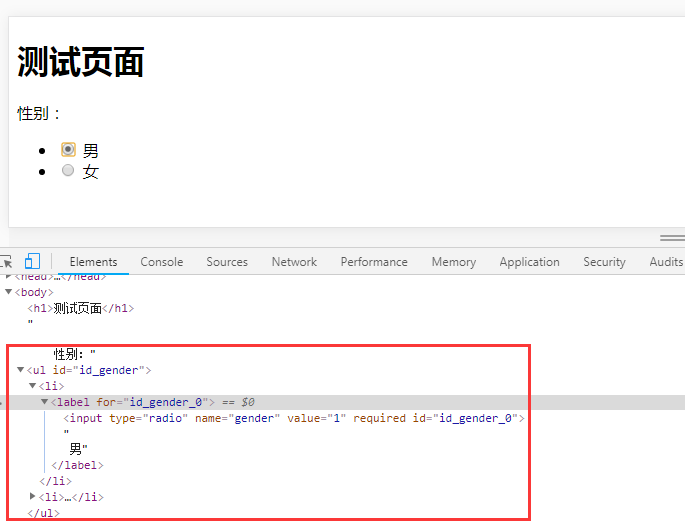 测试页面
性别：
男
女
Elements Console Sources Network Performance Memory Application Security Audits
<head>…</head>
<body>
<h1>测试页面</h1>
"
性别: "
<ul id="id_gender">
<li>
<label for="id_gender_0"> == $0
<input type="radio" name="gender" value="1" required id="id_gender_0">
"
男"
</label>
</li>
<li>…</li>
</ul>